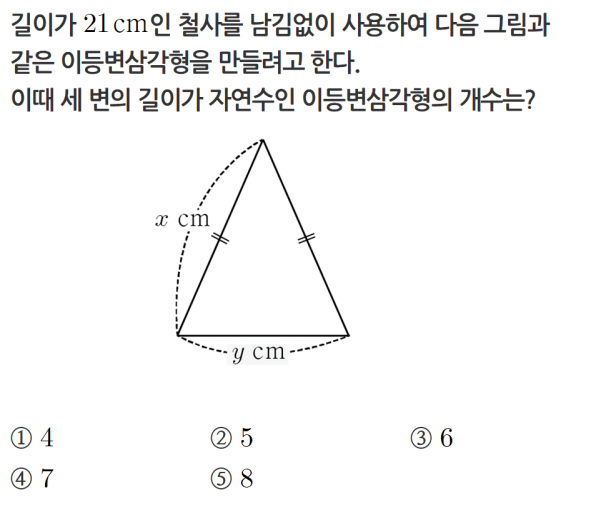 길이가 21cm인 철사를 남김없이 사용하여 다음 그림과
같은 이등변삼각형을 만들려고 한다.
이때 세 변의 길이가 자연수인 이등변삼각형의 개수는?
x cm
y cm
① 4 ② 5 ③ 6
④ 7 ⑤ 8